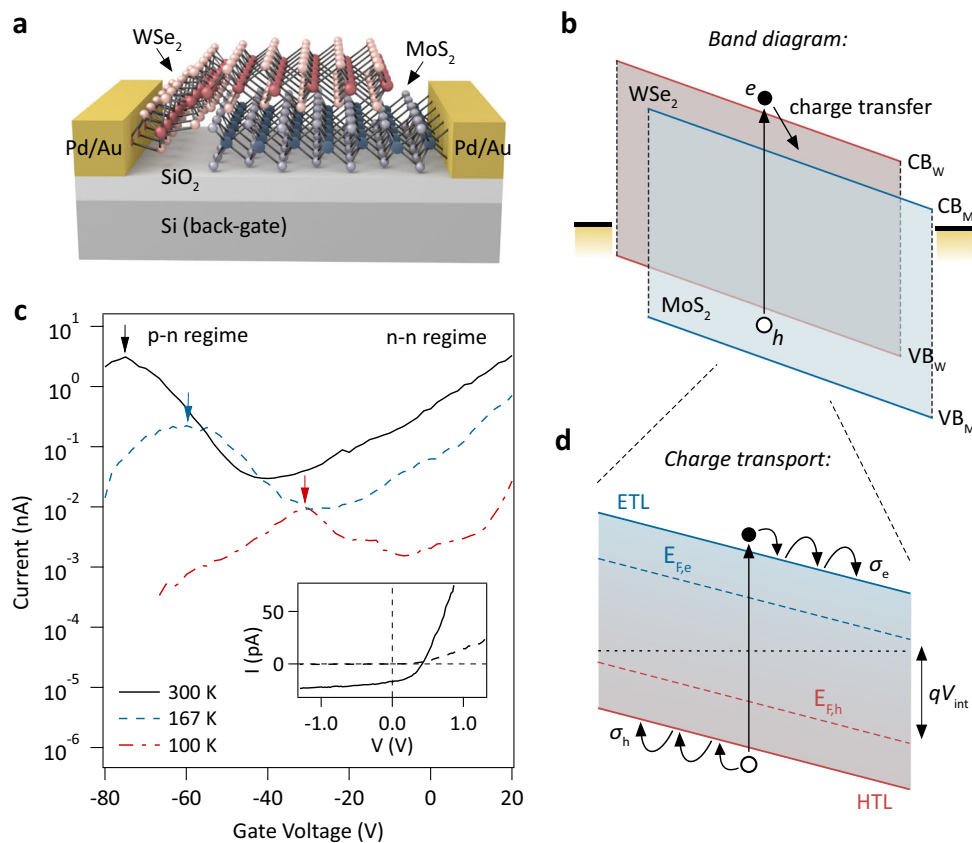 a
WSe2
MoS2
Pd/Au
Pd/Au
SiO2
Si (back-gate)
b
Band diagram:
WSe2
e
charge transfer
CBW
CBM
MoS2
h
VBW
VBM
c
p-n regime
n-n regime
10^1
10^0
10^-1
10^-2
10^-3
10^-4
10^-5
10^-6
Current (nA)
300 K
167 K
100 K
50
0
I (pA)
-1.0
0.0
1.0
V (V)
-80
-60
-40
-20
0
20
Gate Voltage (V)
d
Charge transport:
ETL
EF,e
σe
EF,h
qVint
σh
HTL